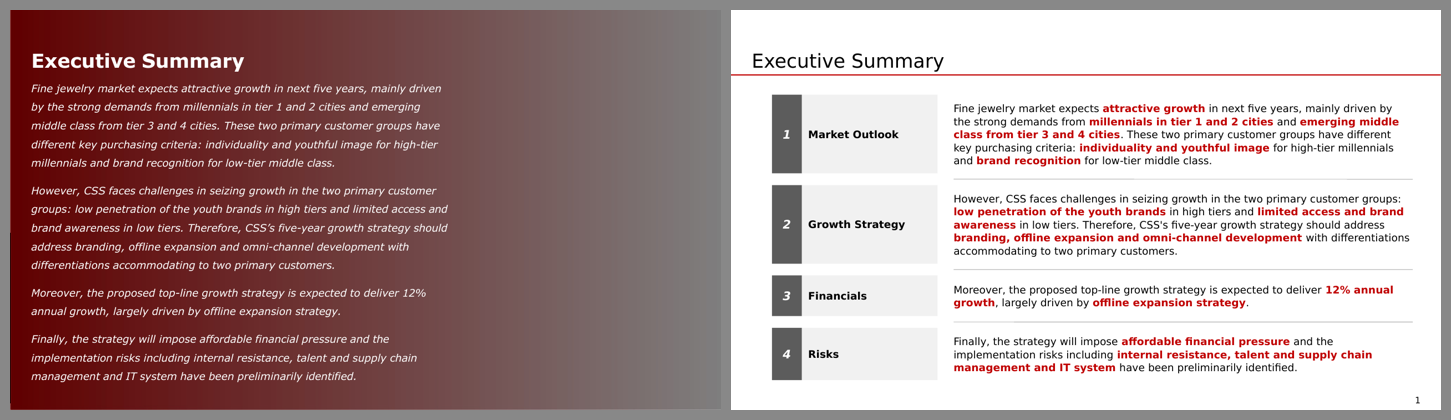 Executive Summary
Fine jewelry market expects attractive growth in next five years, mainly driven
by the strong demands from millennials in tier 1 and 2 cities and emerging
middle class from tier 3 and 4 cities. These two primary customer groups have
different key purchasing criteria: individuality and youthful image for high-tier
millennials and brand recognition for low-tier middle class.
However, CSS faces challenges in seizing growth in the two primary customer
groups: low penetration of the youth brands in high tiers and limited access and
brand awareness in low tiers. Therefore, CSS’s five-year growth strategy should
address branding, offline expansion and omni-channel development with
differentiations accommodating to two primary customers.
Moreover, the proposed top-line growth strategy is expected to deliver 12%
annual growth, largely driven by offline expansion strategy.
Finally, the strategy will impose affordable financial pressure and the
implementation risks including internal resistance, talent and supply chain
management and IT system have been preliminarily identified.
Executive Summary
1
Market Outlook
Fine jewelry market expects attractive growth in next five years, mainly driven by
the strong demands from millennials in tier 1 and 2 cities and emerging middle
class from tier 3 and 4 cities. These two primary customer groups have different
key purchasing criteria: individuality and youthful image for high-tier millennials
and brand recognition for low-tier middle class.
2
Growth Strategy
However, CSS faces challenges in seizing growth in the two primary customer groups:
low penetration of the youth brands in high tiers and limited access and brand
awareness in low tiers. Therefore, CSS's five-year growth strategy should address
branding, offline expansion and omni-channel development with differentiations
accommodating to two primary customers.
3
Financials
Moreover, the proposed top-line growth strategy is expected to deliver 12% annual
growth, largely driven by offline expansion strategy.
4
Risks
Finally, the strategy will impose affordable financial pressure and the
implementation risks including internal resistance, talent and supply chain
management and IT system have been preliminarily identified.
1